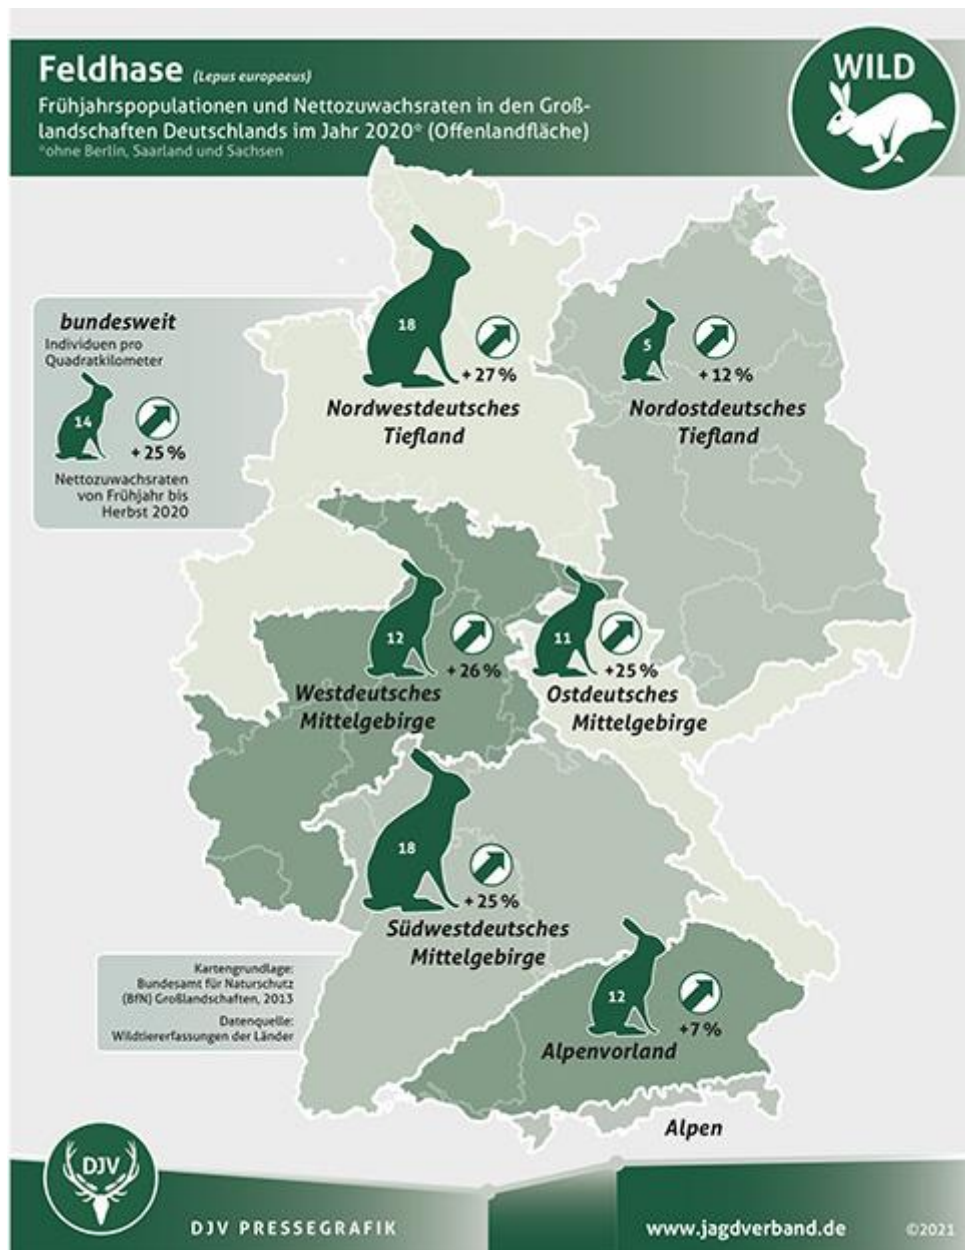 Feldhase (Lepus europaeus)
Frühjahrspopulationen und Nettozuwachsraten in den Groß-
landschaften Deutschlands im Jahr 2020* (Offenlandfläche)
*ohne Berlin, Saarland und Sachsen
WILD
bundesweit
Individuen pro
Quadratkilometer
14
+ 25 %
Nettozuwachsraten
von Frühjahr bis
Herbst 2020
18
+ 27 %
Nordwestdeutsches
Tiefland
5
+ 12 %
Nordostdeutsches
Tiefland
12
+ 26 %
Westdeutsches
Mittelgebirge
11
+25 %
Ostdeutsches
Mittelgebirge
18
+ 25 %
Südwestdeutsches
Mittelgebirge
12
+7 %
Alpenvorland
Alpen
Kartengrundlage:
Bundesamt für Naturschutz
(BfN) Großlandschaften, 2013
Datenquelle:
Wildtiererfassungen der Länder
DJV
DJV PRESSEGRAFIK
www.jagdverband.de
©2021